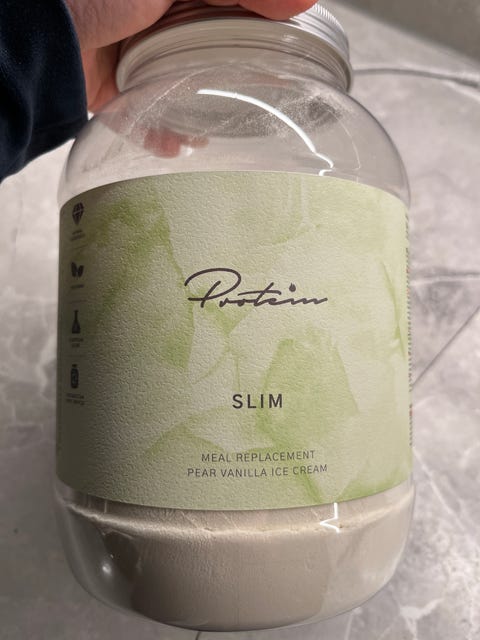 Protein
SLIM
MEAL REPLACEMENT
PEAR VANILLA ICE CREAM